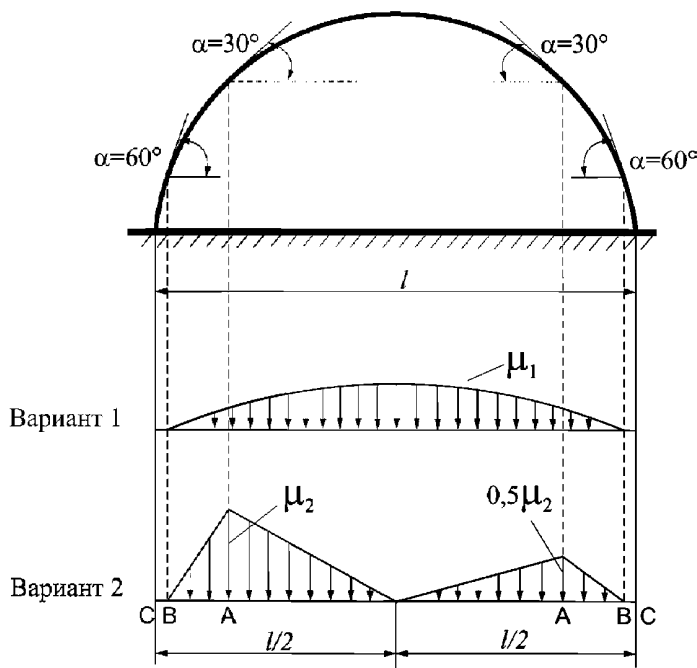 α=30° α=30°
α=60° α=60°
l
μ₁
Вариант 1
μ₂ 0,5μ₂
Вариант 2
С В А А В С
l/2 l/2